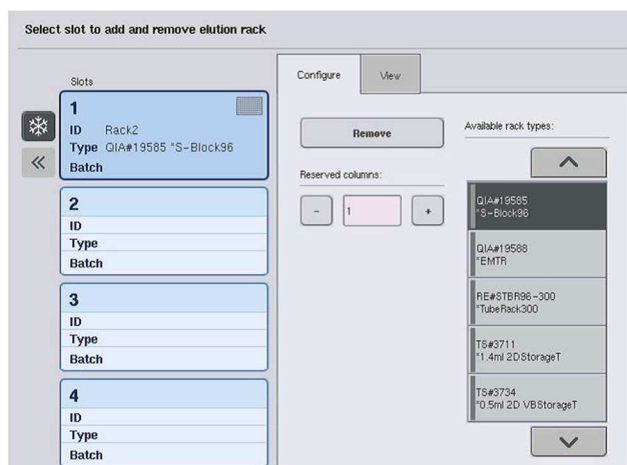 Select slot to add and remove elution rack
Slots
1
ID Rack2
Type QIA#19585 *S-Block96
Batch
2
ID
Type
Batch
3
ID
Type
Batch
4
ID
Type
Batch
Configure
View
Remove
Reserved columns:
- 1 +
Available rack types:
QIA#19585
*S-Block96
QIA#19588
*EMTR
RE#STBR96-300
*TubeRack300
TS#3711
*1.4ml 2DStorageT
TS#3734
*0.5ml 2D VBStorageT